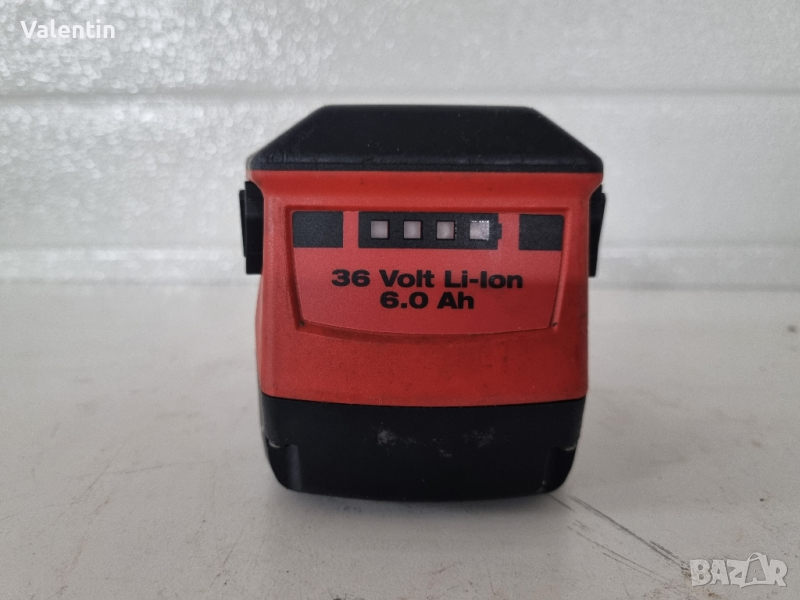 Valentin
36 Volt Li-Ion
6.0 Ah
BAZAR